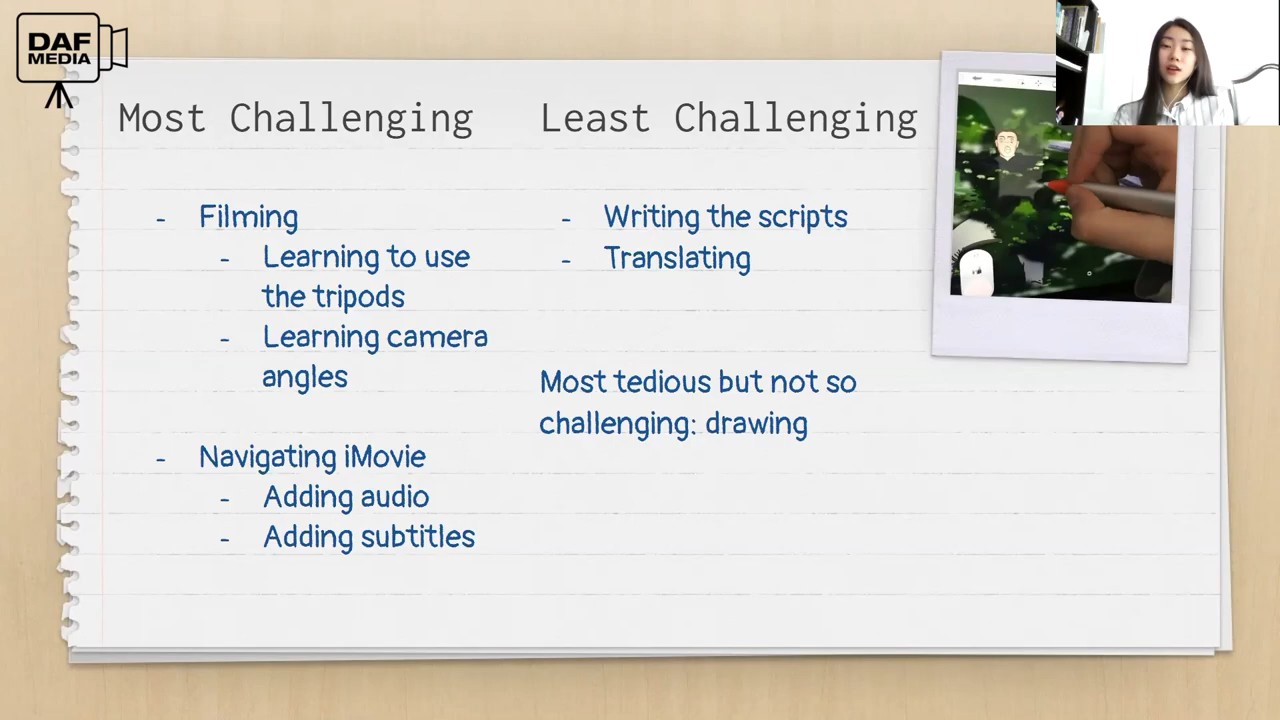 DAF
MEDIA
Most Challenging
- Filming
- Learning to use
the tripods
- Learning camera
angles
- Navigating iMovie
- Adding audio
- Adding subtitles
Least Challenging
- Writing the scripts
- Translating
Most tedious but not so
challenging: drawing